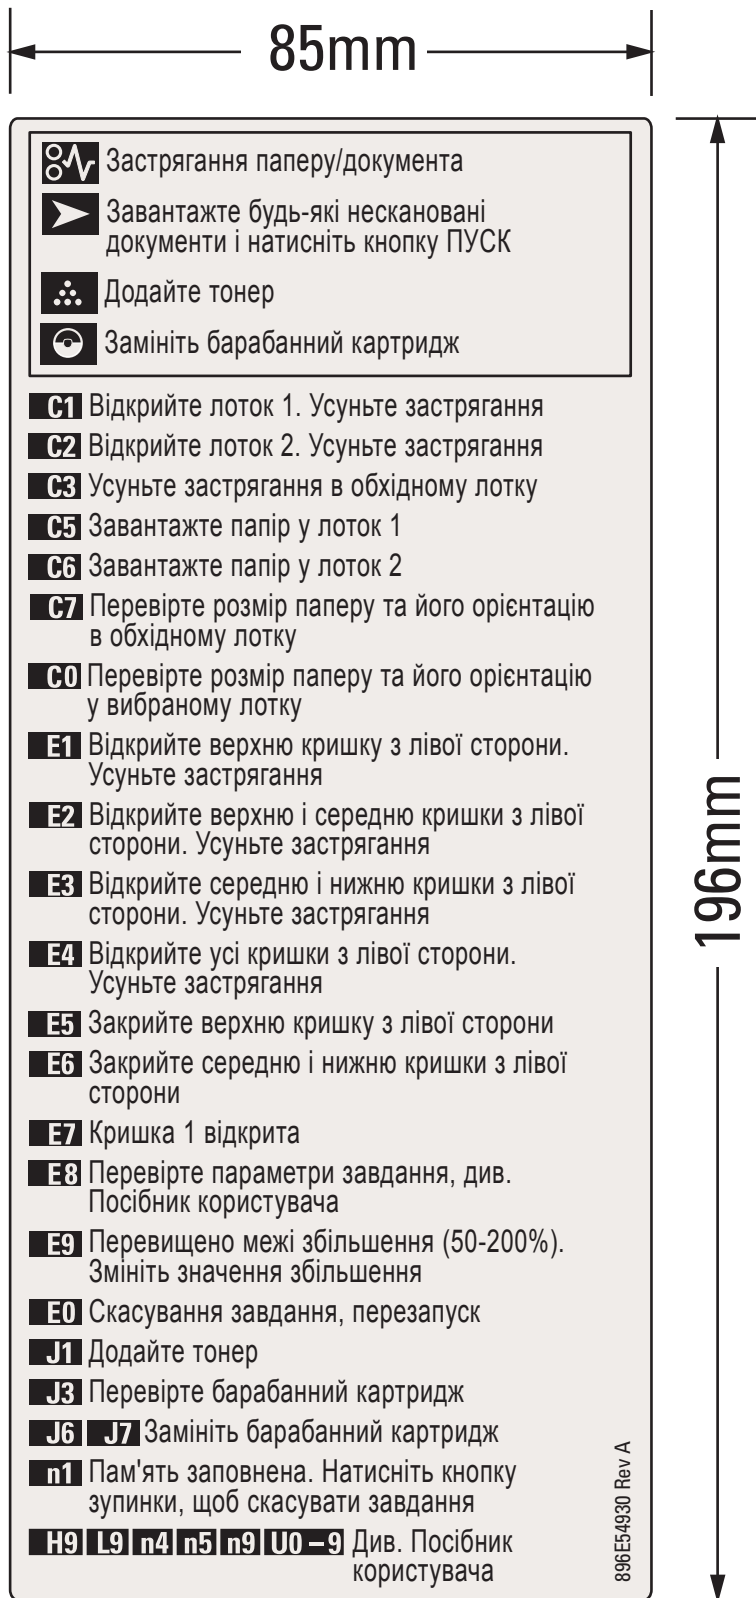 85mm
Застрягання паперу/документа
Завантажте будь-які нескановані
документи і натисніть кнопку ПУСК
Додайте тонер
Замініть барабанний картридж
C1 Відкрийте лоток 1. Усуньте застрягання
C2 Відкрийте лоток 2. Усуньте застрягання
C3 Усуньте застрягання в обхідному лотку
C5 Завантажте папір у лоток 1
C6 Завантажте папір у лоток 2
C7 Перевірте розмір паперу та його орієнтацію
в обхідному лотку
C0 Перевірте розмір паперу та його орієнтацію
у вибраному лотку
E1 Відкрийте верхню кришку з лівої сторони.
Усуньте застрягання
E2 Відкрийте верхню і середню кришки з лівої
сторони. Усуньте застрягання
E3 Відкрийте середню і нижню кришки з лівої
сторони. Усуньте застрягання
E4 Відкрийте усі кришки з лівої сторони.
Усуньте застрягання
E5 Закрийте верхню кришку з лівої сторони
E6 Закрийте середню і нижню кришки з лівої
сторони
E7 Кришка 1 відкрита
E8 Перевірте параметри завдання, див.
Посібник користувача
E9 Перевищено межі збільшення (50-200%).
Змініть значення збільшення
E0 Скасування завдання, перезапуск
J1 Додайте тонер
J3 Перевірте барабанний картридж
J6 J7 Замініть барабанний картридж
n1 Пам'ять заповнена. Натисніть кнопку
зупинки, щоб скасувати завдання
H9 L9 n4 n5 n9 U0 – 9 Див. Посібник
користувача
896E54930 Rev A
196mm